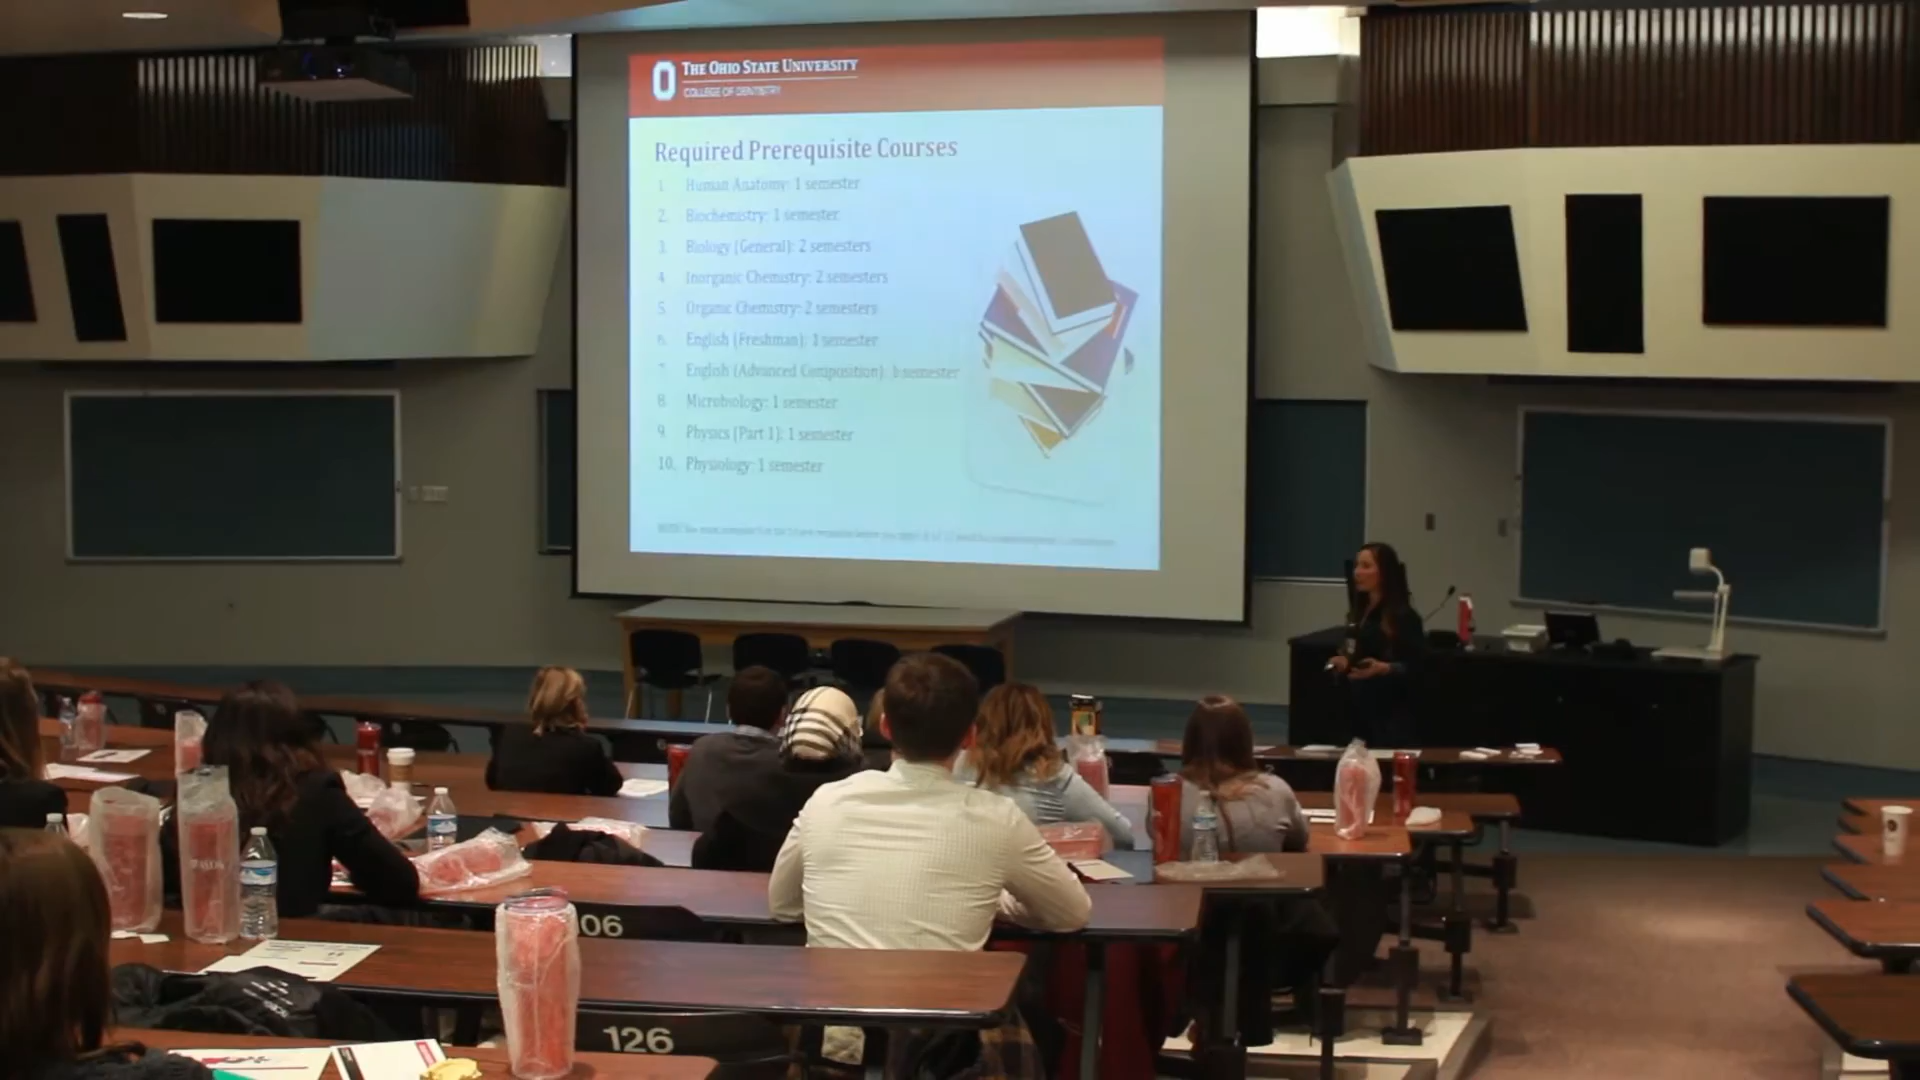 THE OHIO STATE UNIVERSITY
COLLEGE OF DENTISTRY
Required Prerequisite Courses
1. Human Anatomy: 1 semester
2. Biochemistry: 1 semester
3. Biology (General): 2 semesters
4. Inorganic Chemistry: 2 semesters
5. Organic Chemistry: 2 semesters
6. English (Freshman): 1 semester
7. English (Advanced Composition): 1 semester
8. Microbiology: 1 semester
9. Physics (Part 1): 1 semester
10. Physiology: 1 semester
106
126